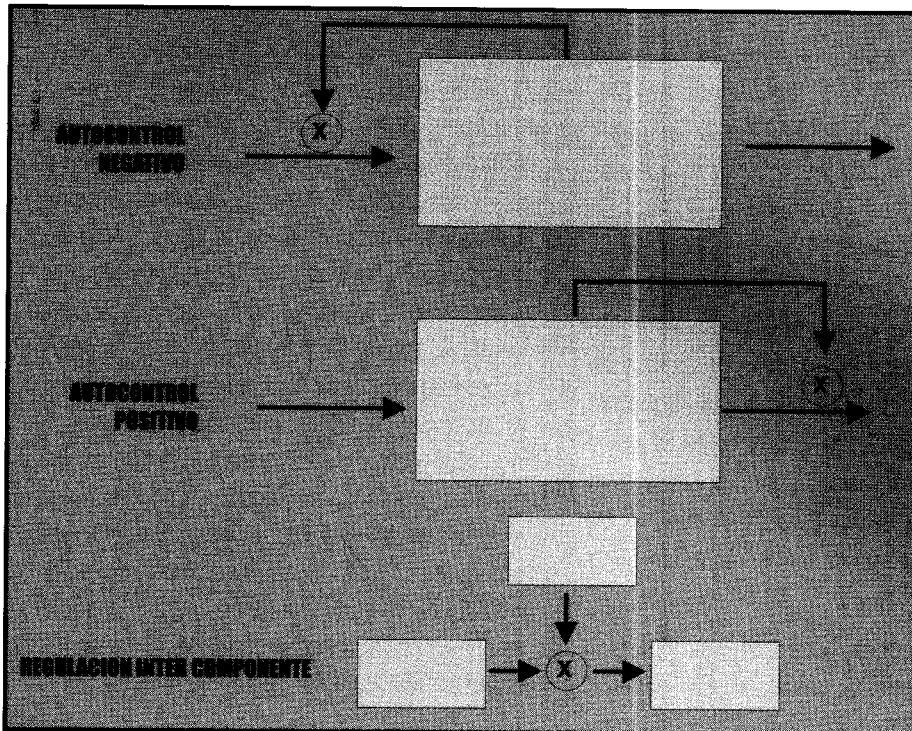 AUTOCONTROL
NEGATIVO
X
AUTOCONTROL
POSITIVO
X
REGULACION INTER COMPONENTE
X